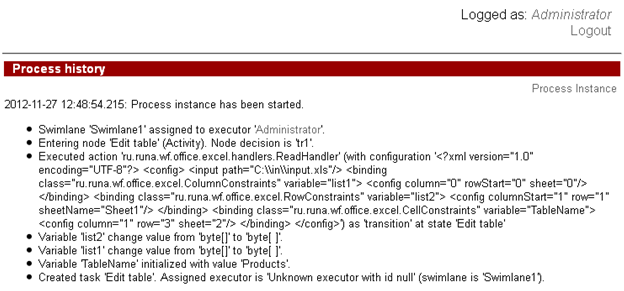 Logged as: Administrator
Logout
Process history
Process Instance
2012-11-27 12:48:54.215: Process instance has been started.
• Swimlane 'Swimlane1' assigned to executor 'Administrator'.
• Entering node 'Edit table' (Activity). Node decision is 'tr1'.
• Executed action 'ru.runa.wf.office.excel.handlers.ReadHandler' (with configuration '<?xml version="1.0"
encoding="UTF-8"?> <config> <input path="C:\\in\\input.xls"/> <binding
class="ru.runa.wf.office.excel.ColumnConstraints" variable="list1"> <config column="0" rowStart="0" sheet="0"/>
</binding> <binding class="ru.runa.wf.office.excel.RowConstraints" variable="list2"> <config columnStart="1" row="1"
sheetName="Sheet1"/> </binding> <binding class="ru.runa.wf.office.excel.CellConstraints" variable="TableName">
<config column="1" row="3" sheet="2"/> </binding> </config>') as 'transition' at state 'Edit table'
• Variable 'list2' change value from 'byte[]' to 'byte[ ]'.
• Variable 'list1' change value from 'byte[]' to 'byte[ ]'.
• Variable 'TableName' initialized with value 'Products'.
• Created task 'Edit table'. Assigned executor is 'Unknown executor with id null' (swimlane is 'Swimlane1').